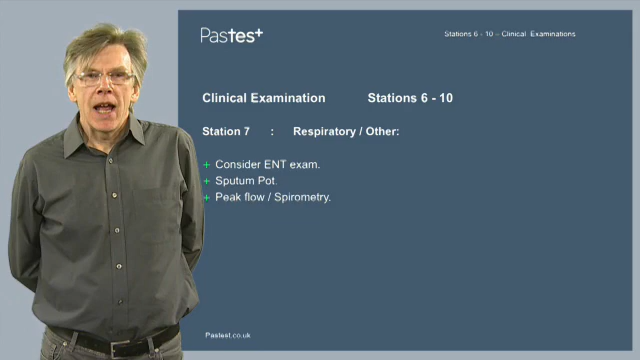 Pastest
Stations 6 - 10 – Clinical Examinations
Clinical Examination Stations 6 - 10
Station 7 : Respiratory / Other:
+ Consider ENT exam.
+ Sputum Pot.
+ Peak flow / Spirometry.
Pastest.co.uk